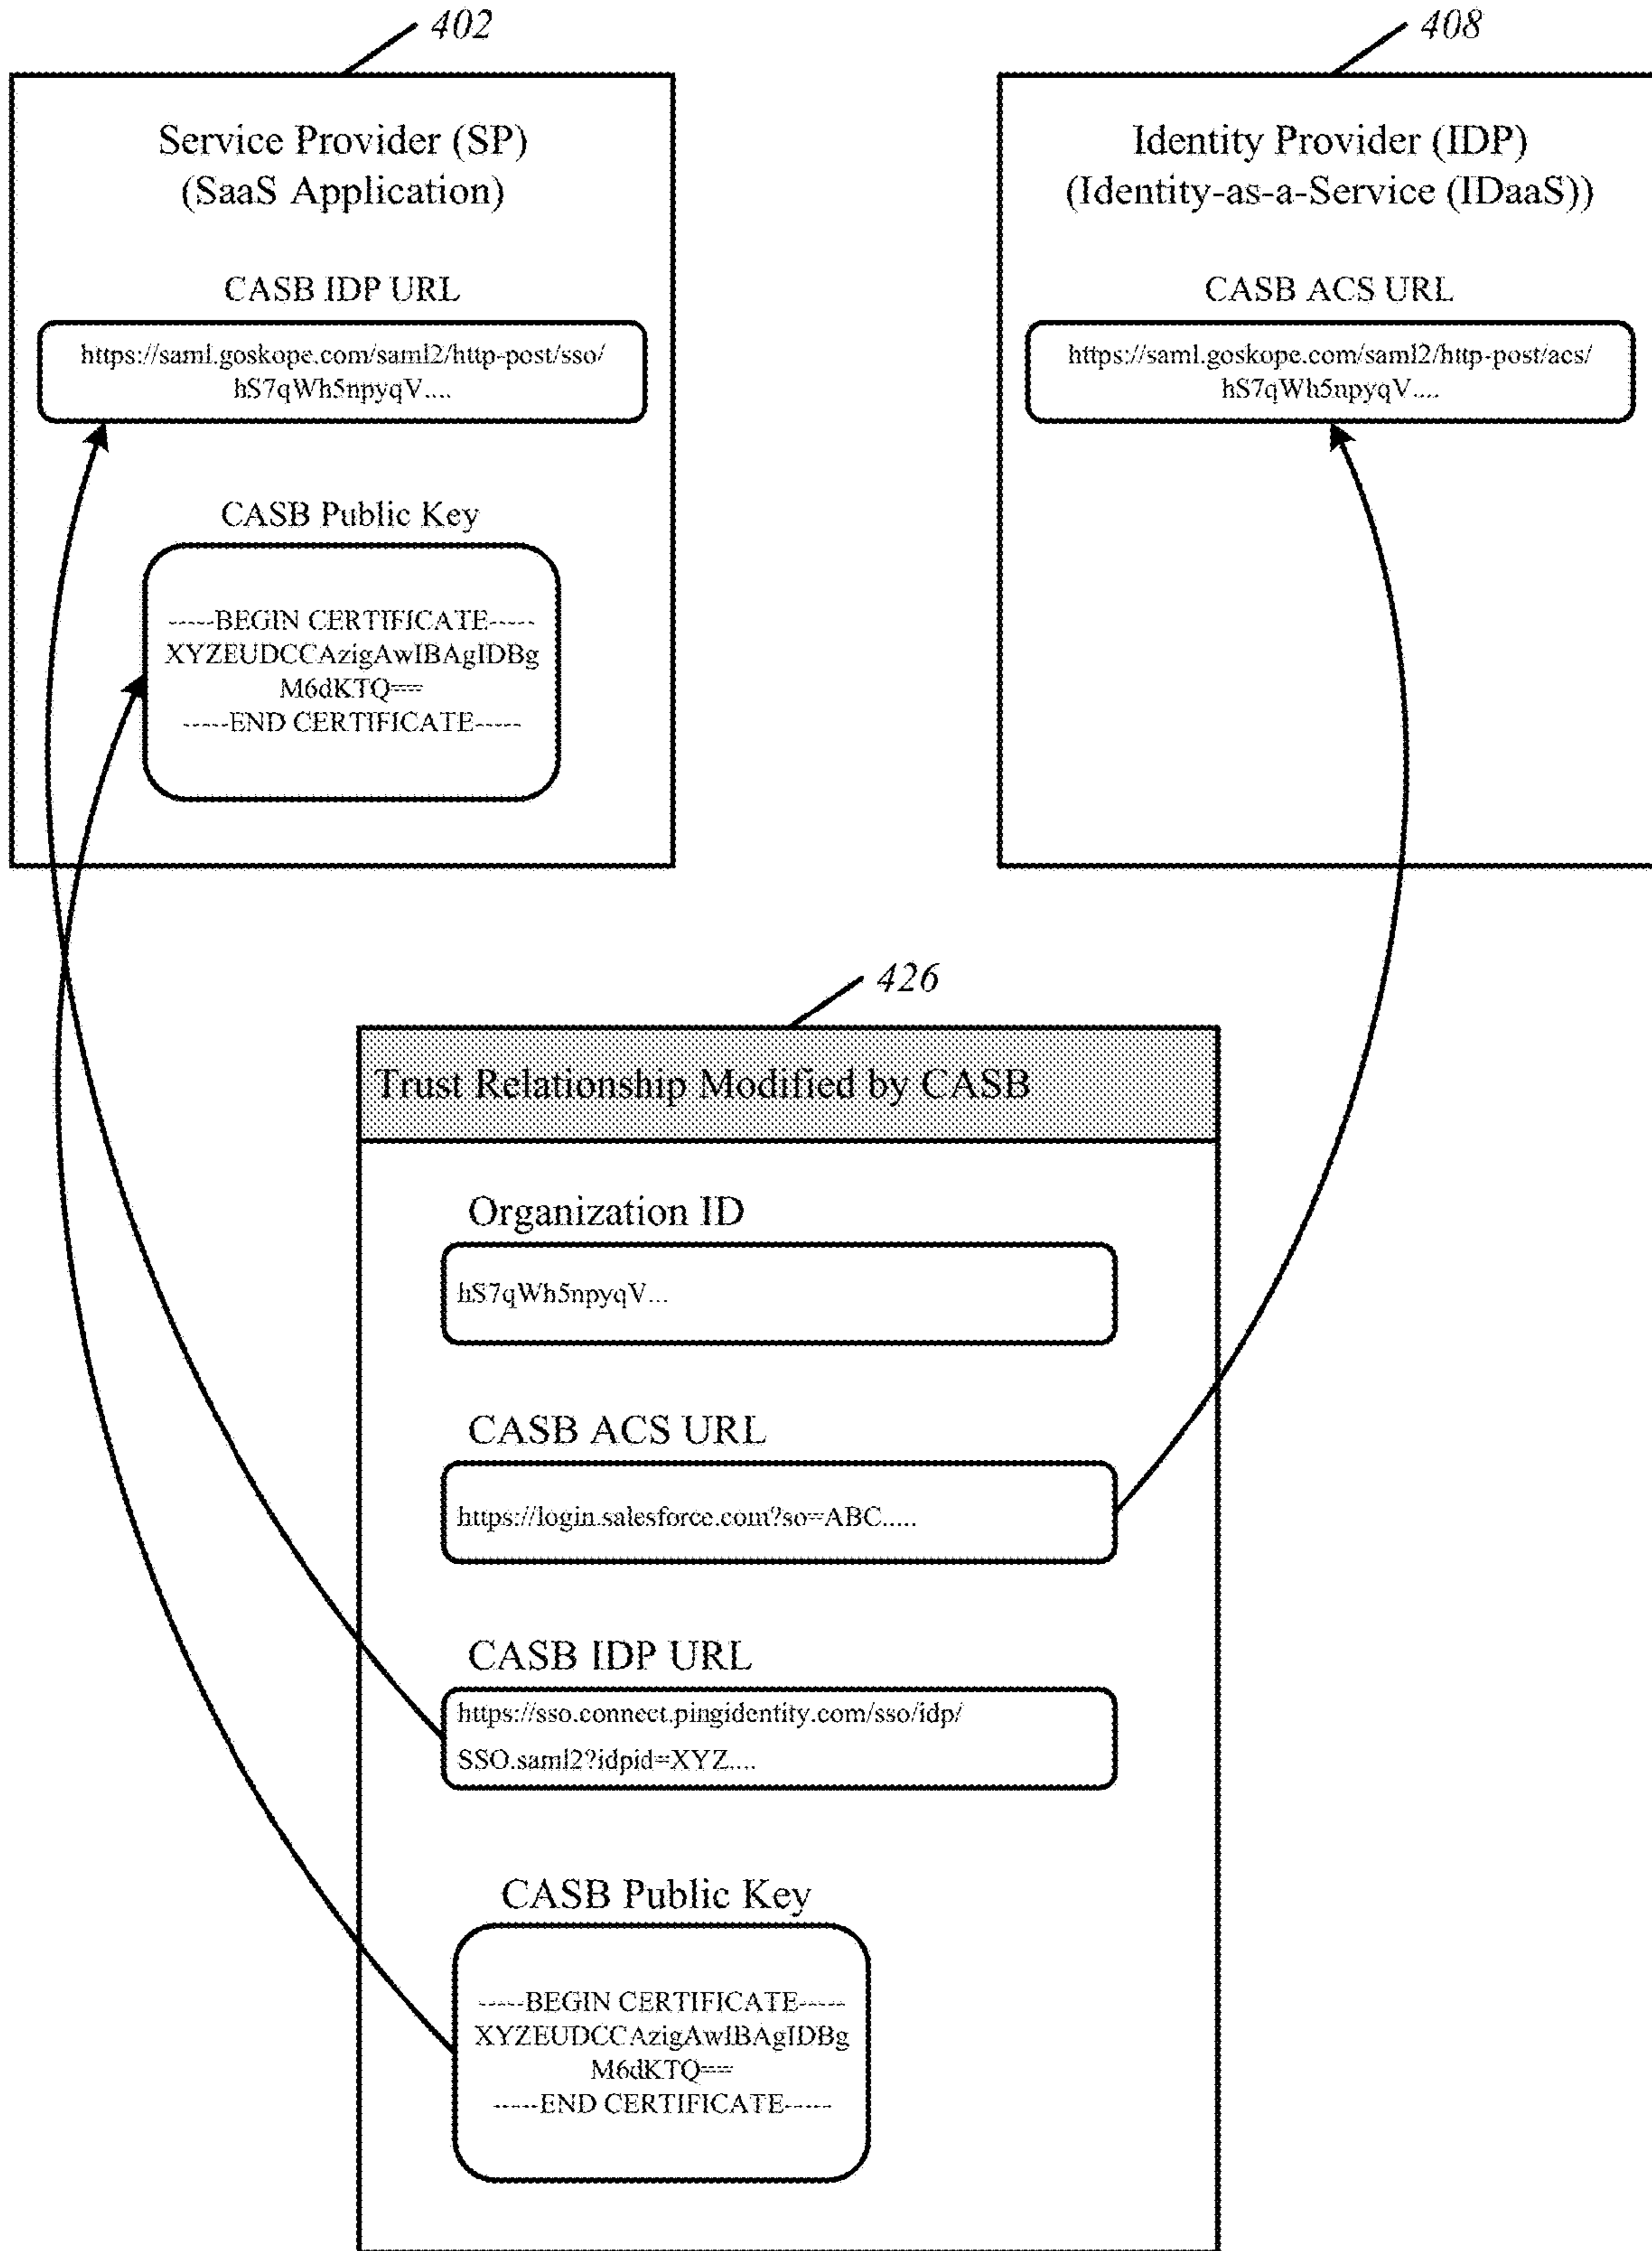 402
Service Provider (SP)
(SaaS Application)
CASB IDP URL
https://saml.goskope.com/saml2/http-post/sso/
hS7qWh5npyqV....
CASB Public Key
-----BEGIN CERTIFICATE-----
XYZEUDCCAzigAwIBAgIDBg
M6dKTQ==
-----END CERTIFICATE-----
408
Identity Provider (IDP)
(Identity-as-a-Service (IDaaS))
CASB ACS URL
https://saml.goskope.com/saml2/http-post/acs/
hS7qWh5npyqV....
426
Trust Relationship Modified by CASB
Organization ID
hS7qWh5npyqV...
CASB ACS URL
https://login.salesforce.com?so=ABC.....
CASB IDP URL
https://sso.connect.pingidentity.com/sso/idp/
SSO.saml2?idpid=XYZ....
CASB Public Key
-----BEGIN CERTIFICATE-----
XYZEUDCCAzigAwIBAgIDBg
M6dKTQ==
-----END CERTIFICATE-----